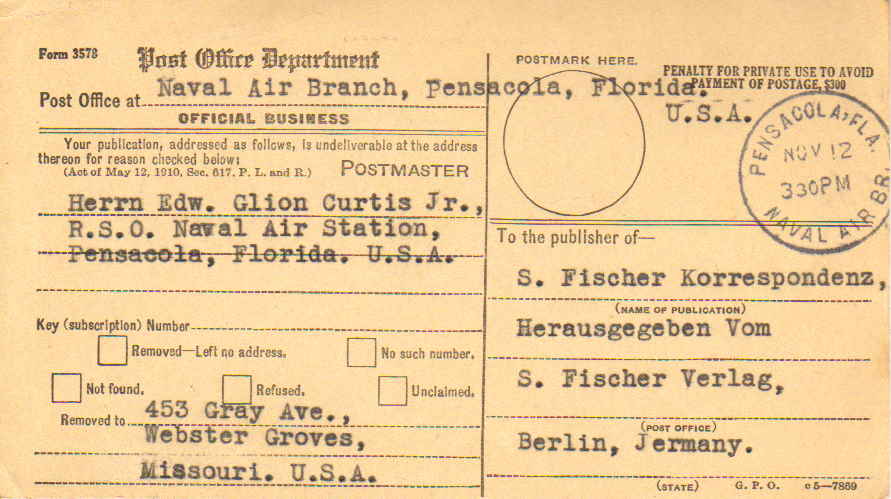 Form 3578
Post Office Department
Post Office at Naval Air Branch, Pensacola, Florida.
U.S.A.
OFFICIAL BUSINESS
Your publication, addressed as follows, is undeliverable at the address
thereon for reason checked below:
(Act of May 12, 1910, Sec. 617, P. L. and R.) POSTMASTER
Herrn Edw. Glion Curtis Jr.,
R.S.O. Naval Air Station,
Pensacola, Florida. U.S.A.
Key (subscription) Number
Removed—Left no address.
No such number.
Not found.
Refused.
Unclaimed.
Removed to 453 Gray Ave.,
Webster Groves,
Missouri. U.S.A.
POSTMARK HERE.
PENALTY FOR PRIVATE USE TO AVOID
PAYMENT OF POSTAGE, $300
PENSACOLA, FLA.
NOV 12
330PM
NAVAL AIR BR.
To the publisher of—
S. Fischer Korrespondenz,
(NAME OF PUBLICATION)
Herausgegeben Vom
S. Fischer Verlag,
(POST OFFICE)
Berlin, Jermany.
(STATE) G. P. O. c5—7869